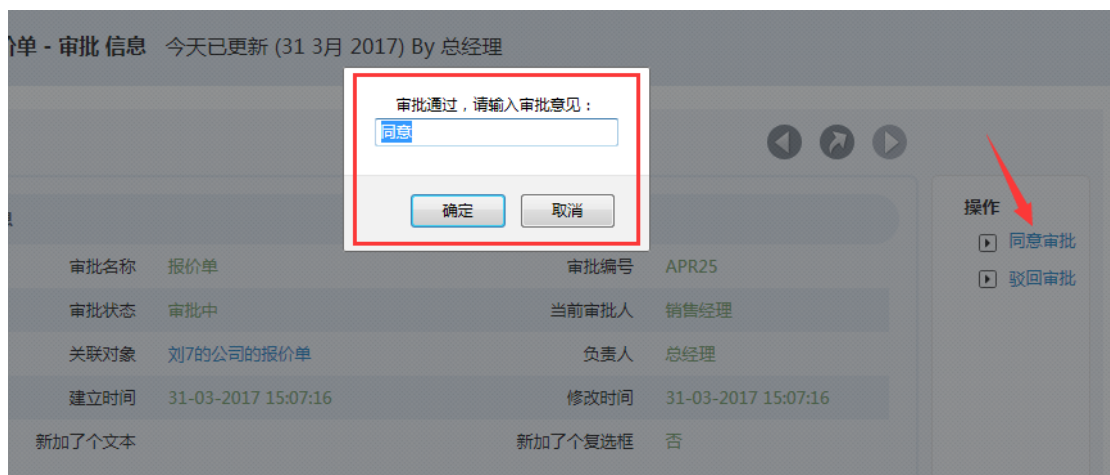 价单 - 审批 信息 今天已更新 (31 3月 2017) By 总经理
审批通过，请输入审批意见：
同意
确定 取消
操作
同意审批
驳回审批
审批名称 报价单 审批编号 APR25
审批状态 审批中 当前审批人 销售经理
关联对象 刘7的公司的报价单 负责人 总经理
建立时间 31-03-2017 15:07:16 修改时间 31-03-2017 15:07:16
新加了个文本 新加了个复选框 否